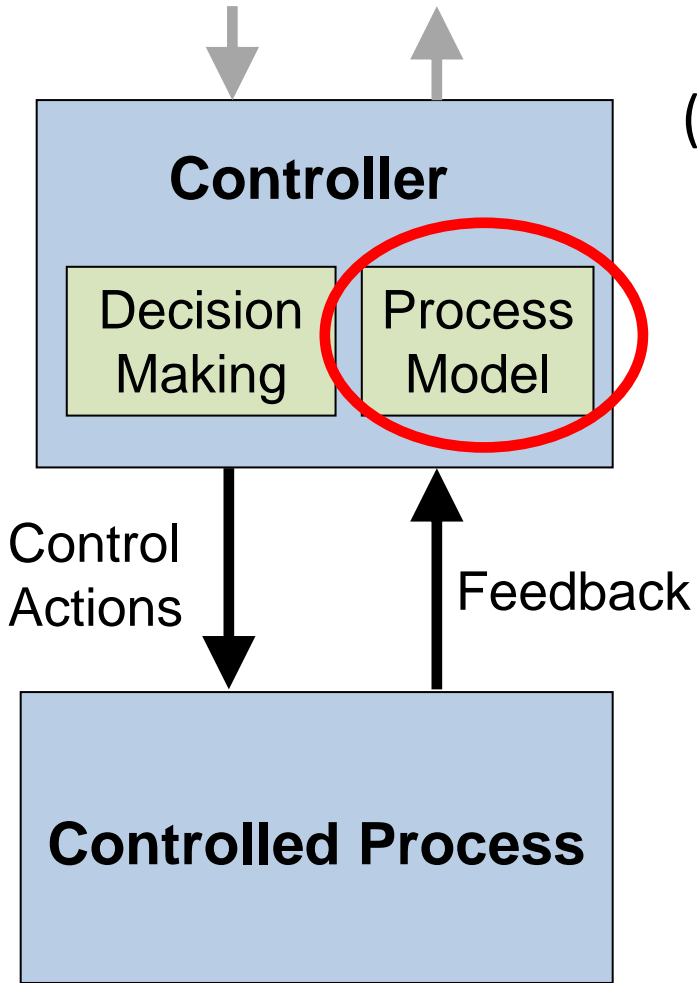 (
Controller
Decision
Making
Process
Model
Control
Actions
Feedback
Controlled Process